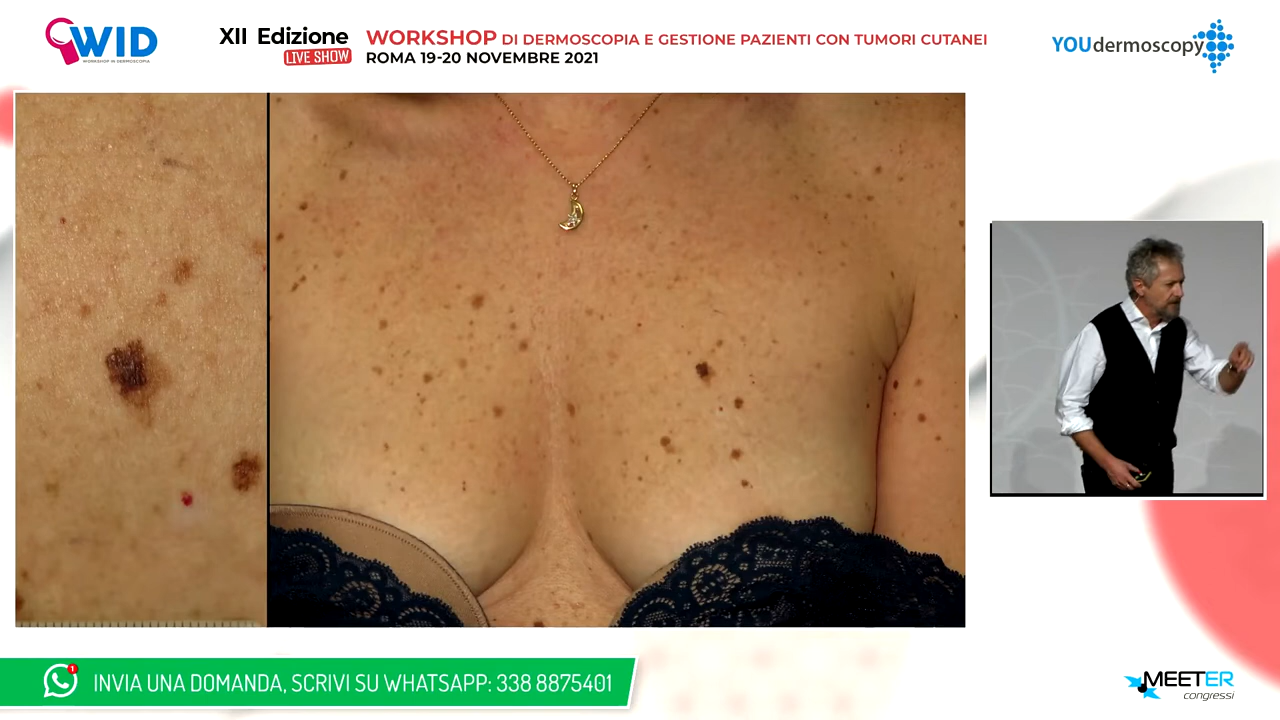 WID
WORKSHOP IN DERMOSCOPIA
XII Edizione
LIVE SHOW
WORKSHOP DI DERMOSCOPIA E GESTIONE PAZIENTI CON TUMORI CUTANEI
ROMA 19-20 NOVEMBRE 2021
YOUdermoscopy
1
INVIA UNA DOMANDA, SCRIVI SU WHATSAPP: 338 8875401
MEETER
congressi